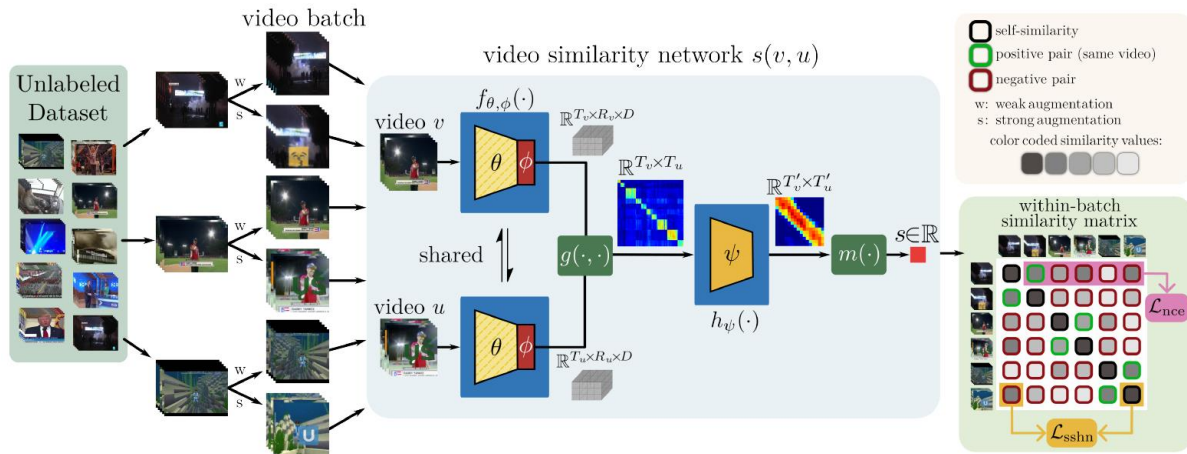 video batch
Unlabeled
Dataset
w
s
w
s
w
s
video similarity network s(v, u)
video v
f_{θ,ϕ}(·)
θ
ϕ
ℝ^{T_v×R_v×D}
shared
video u
θ
ϕ
ℝ^{T_u×R_u×D}
g(·, ·)
ℝ^{T_v×T_u}
ψ
h_ψ(·)
ℝ^{T'_v×T'_u}
m(·)
s∈ℝ
self-similarity
positive pair (same video)
negative pair
w: weak augmentation
s: strong augmentation
color coded similarity values:
within-batch
similarity matrix
ℒ_nce
ℒ_sshn
U